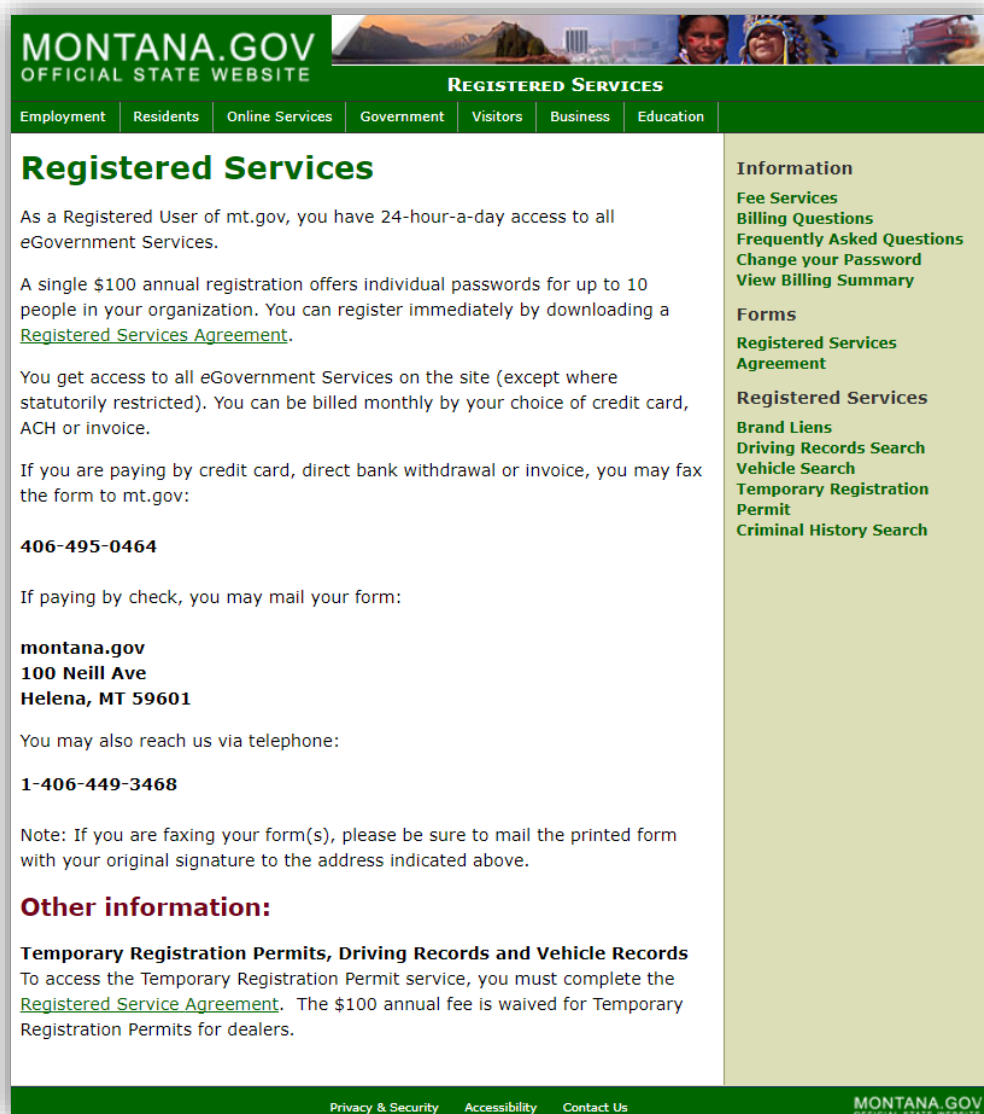 MONTANA.GOV
OFFICIAL STATE WEBSITE
REGISTERED SERVICES
Employment Residents Online Services Government Visitors Business Education
Registered Services
As a Registered User of mt.gov, you have 24-hour-a-day access to all
eGovernment Services.
A single $100 annual registration offers individual passwords for up to 10
people in your organization. You can register immediately by downloading a
Registered Services Agreement.
You get access to all eGovernment Services on the site (except where
statutorily restricted). You can be billed monthly by your choice of credit card,
ACH or invoice.
If you are paying by credit card, direct bank withdrawal or invoice, you may fax
the form to mt.gov:
406-495-0464
If paying by check, you may mail your form:
montana.gov
100 Neill Ave
Helena, MT 59601
You may also reach us via telephone:
1-406-449-3468
Note: If you are faxing your form(s), please be sure to mail the printed form
with your original signature to the address indicated above.
Other information:
Temporary Registration Permits, Driving Records and Vehicle Records
To access the Temporary Registration Permit service, you must complete the
Registered Service Agreement. The $100 annual fee is waived for Temporary
Registration Permits for dealers.
Information
Fee Services
Billing Questions
Frequently Asked Questions
Change your Password
View Billing Summary
Forms
Registered Services
Agreement
Registered Services
Brand Liens
Driving Records Search
Vehicle Search
Temporary Registration
Permit
Criminal History Search
Privacy & Security Accessibility Contact Us
MONTANA.GOV
OFFICIAL STATE WEBSITE